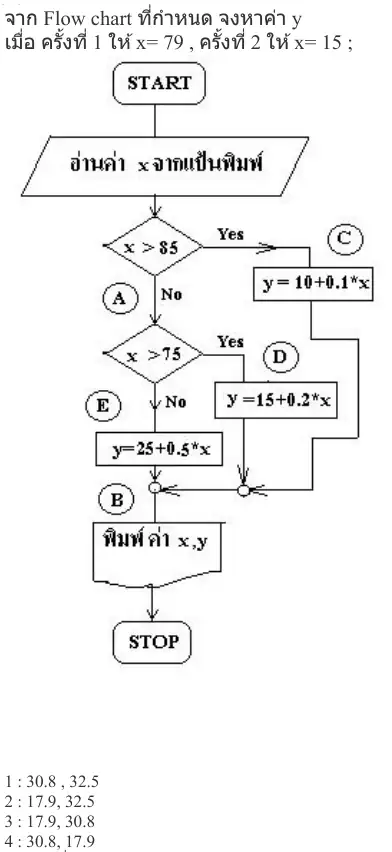 จาก Flow chart ที่กำหนด จงหาค่า y
เมื่อ ครั้งที่ 1 ให้ x= 79 , ครั้งที่ 2 ให้ x= 15 ;
START
อ่านค่า x จากแป้นพิมพ์
x > 85
Yes
C
y = 10+0.1*x
A
No
x >75
Yes
D
y =15+0.2*x
E
No
y=25+0.5*x
B
พิมพ์ ค่า x ,y
STOP
1 : 30.8 , 32.5
2 : 17.9, 32.5
3 : 17.9, 30.8
4 : 30.8, 17.9